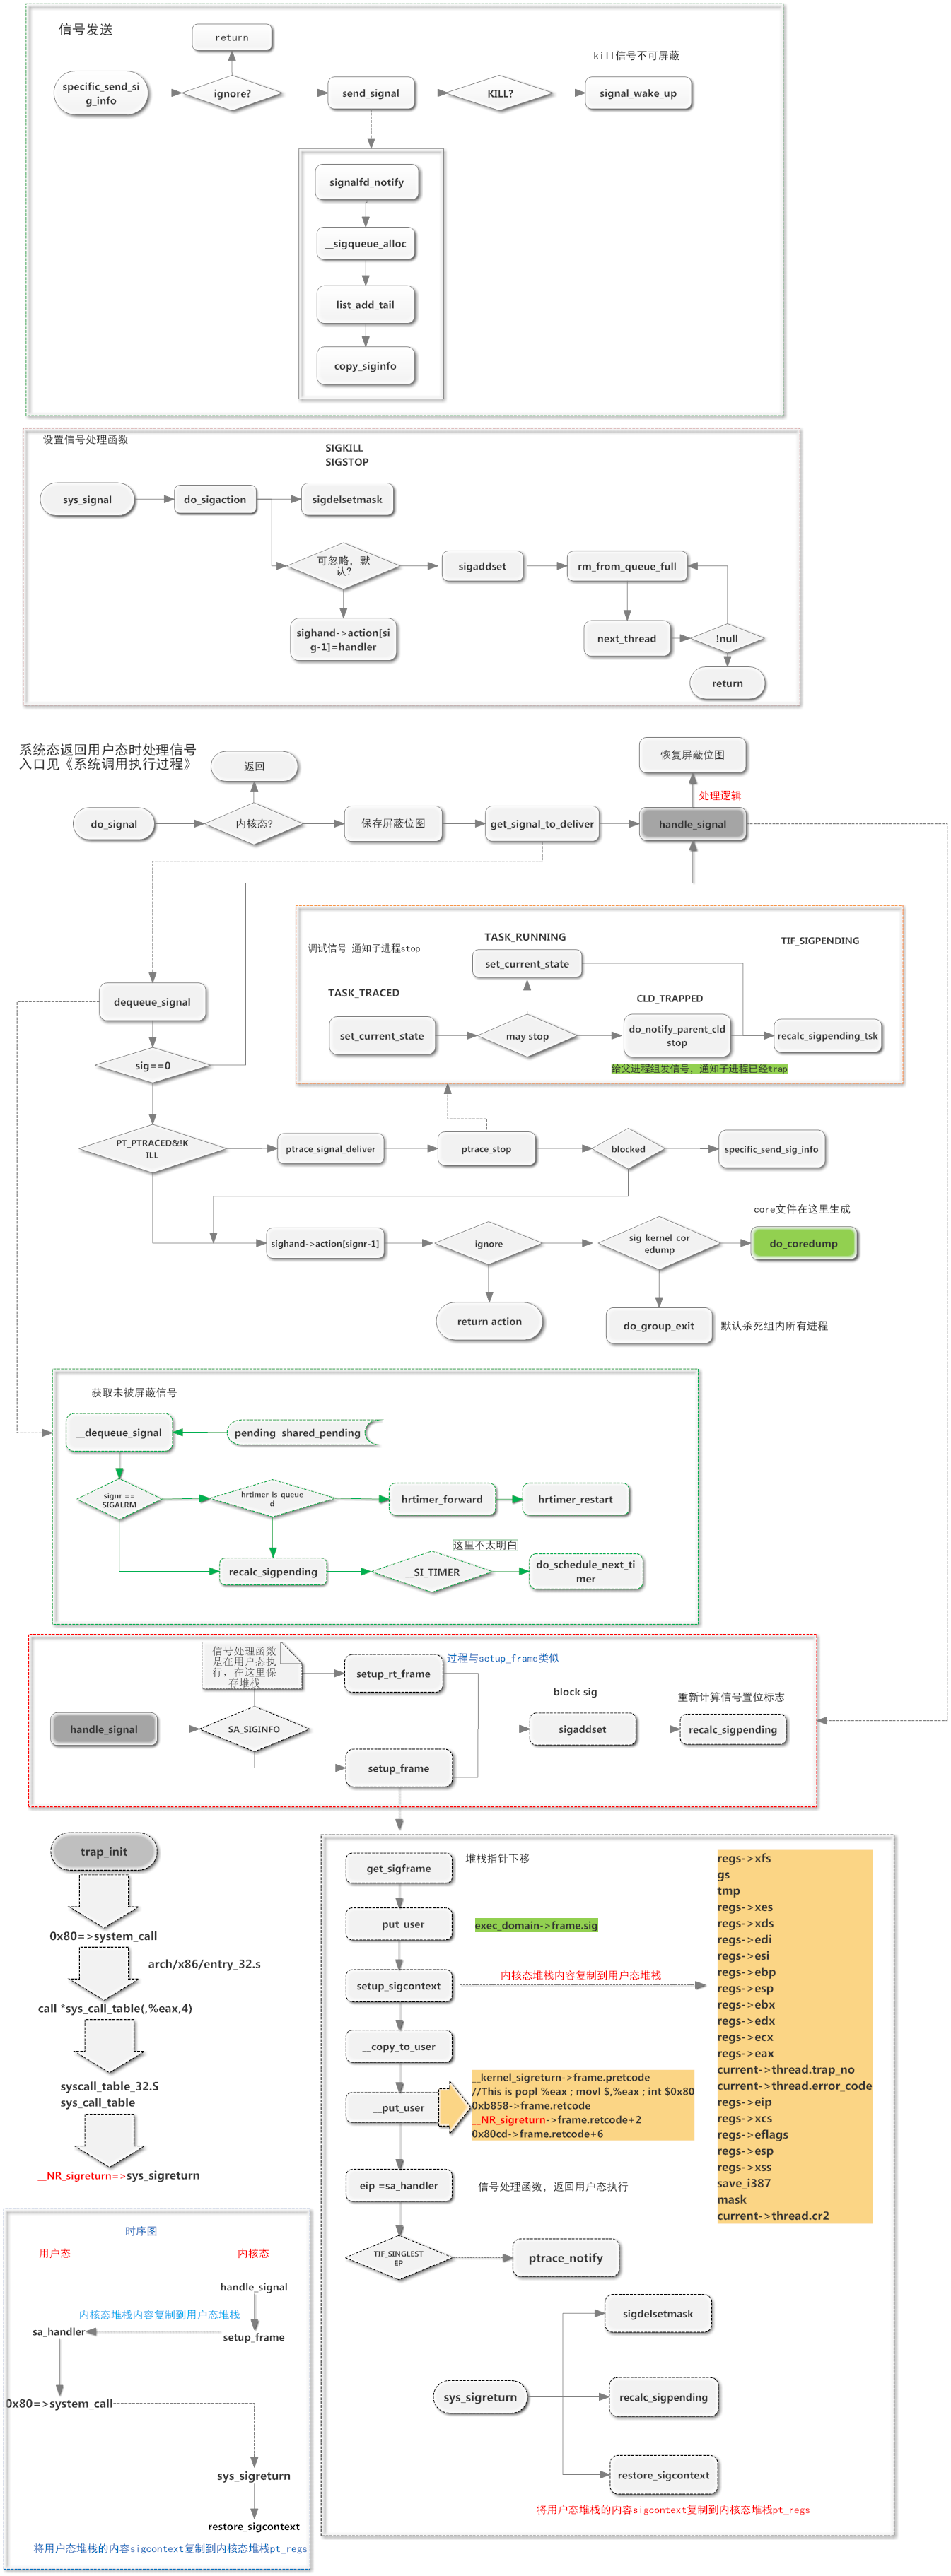 信号发送
return
kill信号不可屏蔽
specific_send_si
g_info
ignore?
send_signal
KILL?
signal_wake_up
signalfd_notify
__sigqueue_alloc
list_add_tail
copy_siginfo
设置信号处理函数
SIGKILL
SIGSTOP
sys_signal
do_sigaction
sigdelsetmask
可忽略, 默
认?
sigaddset
rm_from_queue_full
sighand->action[si
g-1]=handler
next_thread
!null
return
系统态返回用户态时处理信号
入口见《系统调用执行过程》
返回
恢复屏蔽位图
处理逻辑
do_signal
内核态?
保存屏蔽位图
get_signal_to_deliver
handle_signal
调试信号-通知子进程stop
TASK_RUNNING
TIF_SIGPENDING
set_current_state
TASK_TRACED
CLD_TRAPPED
dequeue_signal
set_current_state
may stop
do_notify_parent_cld
stop
recalc_sigpending_tsk
给父进程组发信号, 通知子进程已经trap
sig==0
PT_PTRACED&!K
ILL
ptrace_signal_deliver
ptrace_stop
blocked
specific_send_sig_info
core文件在这里生成
sighand->action[signr-1]
ignore
sig_kernel_cor
edump
do_coredump
return action
do_group_exit
默认杀死组内所有进程
获取未被屏蔽信号
__dequeue_signal
pending  shared_pending
signr ==
SIGALRM
hrtimer_is_queue
d
hrtimer_forward
hrtimer_restart
这里不太明白
recalc_sigpending
__SI_TIMER
do_schedule_next_ti
mer
信号处理函数
是在用户态执
行, 在这里保
存堆栈
setup_rt_frame
过程与setup_frame类似
block sig
重新计算信号置位标志
handle_signal
SA_SIGINFO
sigaddset
recalc_sigpending
setup_frame
trap_init
0x80=>system_call
arch/x86/entry_32.s
call *sys_call_table(,%eax,4)
syscall_table_32.S
sys_call_table
__NR_sigreturn=>sys_sigreturn
get_sigframe
堆栈指针下移
__put_user
exec_domain->frame.sig
setup_sigcontext
内核态堆栈内容复制到用户态堆栈
__copy_to_user
__put_user
__kernel_sigreturn->frame.pretcode
//This is popl %eax ; movl $,%eax ; int $0x80
0xb858->frame.retcode
__NR_sigreturn->frame.retcode+2
0x80cd->frame.retcode+6
eip =sa_handler
信号处理函数, 返回用户态执行
TIF_SINGLEST
EP
ptrace_notify
regs->xfs
gs
tmp
regs->xes
regs->xds
regs->edi
regs->esi
regs->ebp
regs->esp
regs->ebx
regs->edx
regs->ecx
regs->eax
current->thread.trap_no
current->thread.error_code
regs->eip
regs->xcs
regs->eflags
regs->esp
regs->xss
save_i387
mask
current->thread.cr2
sigdelsetmask
sys_sigreturn
recalc_sigpending
restore_sigcontext
将用户态堆栈的内容sigcontext复制到内核态堆栈pt_regs
时序图
用户态
内核态
handle_signal
内核态堆栈内容复制到用户态堆栈
sa_handler
setup_frame
0x80=>system_call
sys_sigreturn
restore_sigcontext
将用户态堆栈的内容sigcontext复制到内核态堆栈pt_regs